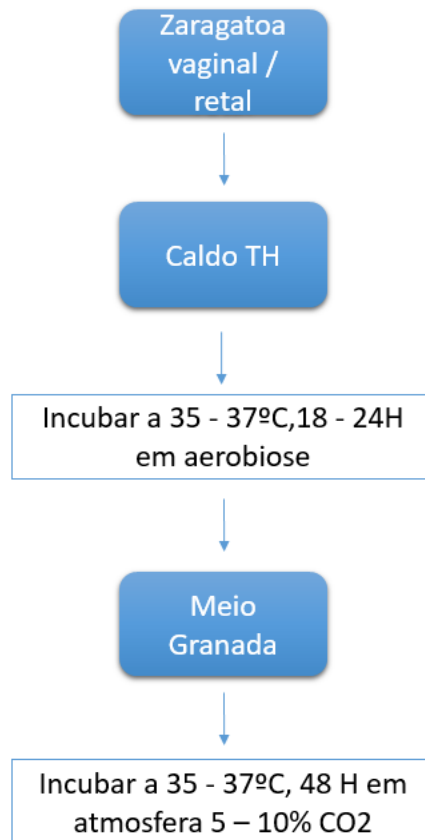 Zaragatoa
vaginal /
retal
Caldo TH
Incubar a 35 - 37ºC,18 - 24H
em aerobiose
Meio
Granada
Incubar a 35 - 37ºC, 48 H em
atmosfera 5 – 10% CO2